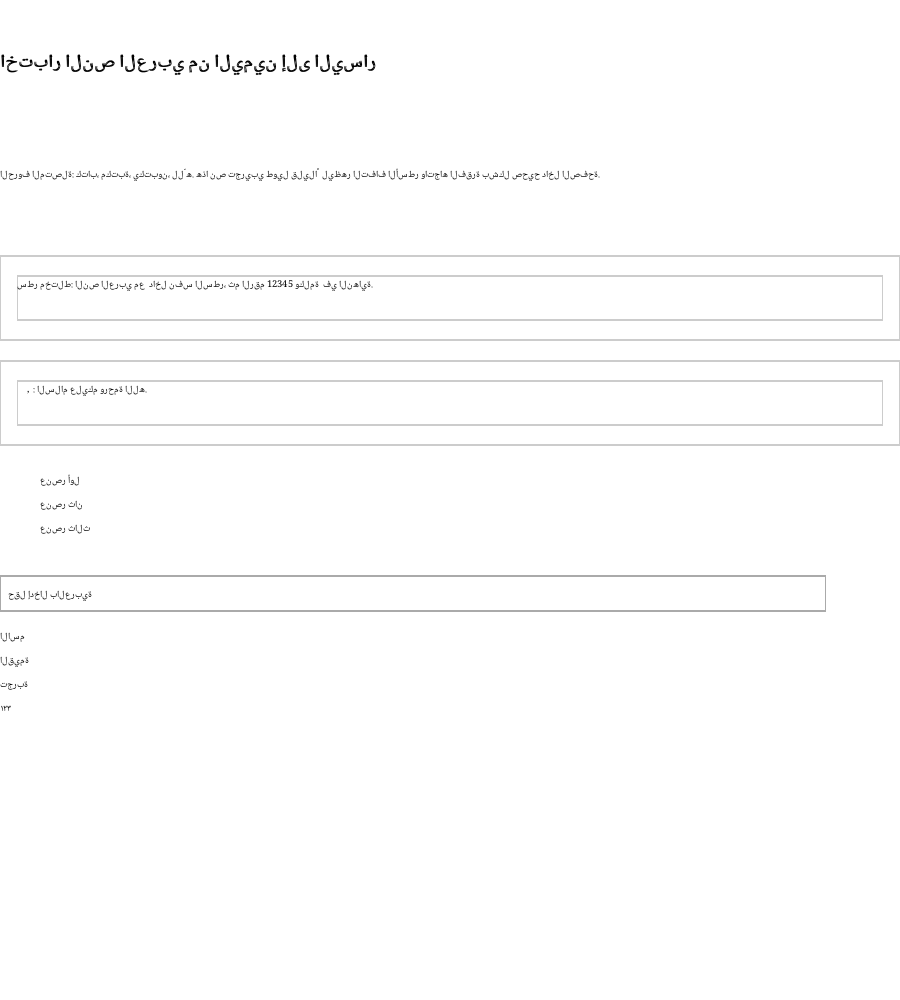 اختبار النص العربي من اليمين إلى اليسار
الحروف المتصلة: كتاب، مكتبة، يكتبون، للَه. هذا نص تجريبي طويل قليلاً ليظهر التفاف الأسطر واتجاه الفقرة بشكل صحيح داخل الصفحة.
سطر مختلط: النص العربي مع داخل نفس السطر، ثم الرقم 12345 وكلمة في النهاية.
, : السلام عليكم ورحمة الله.
عنصر أول
عنصر ثان
عنصر ثالث
حقل إدخال بالعربية
الاسم
القيمة
تجربة
١٢٣